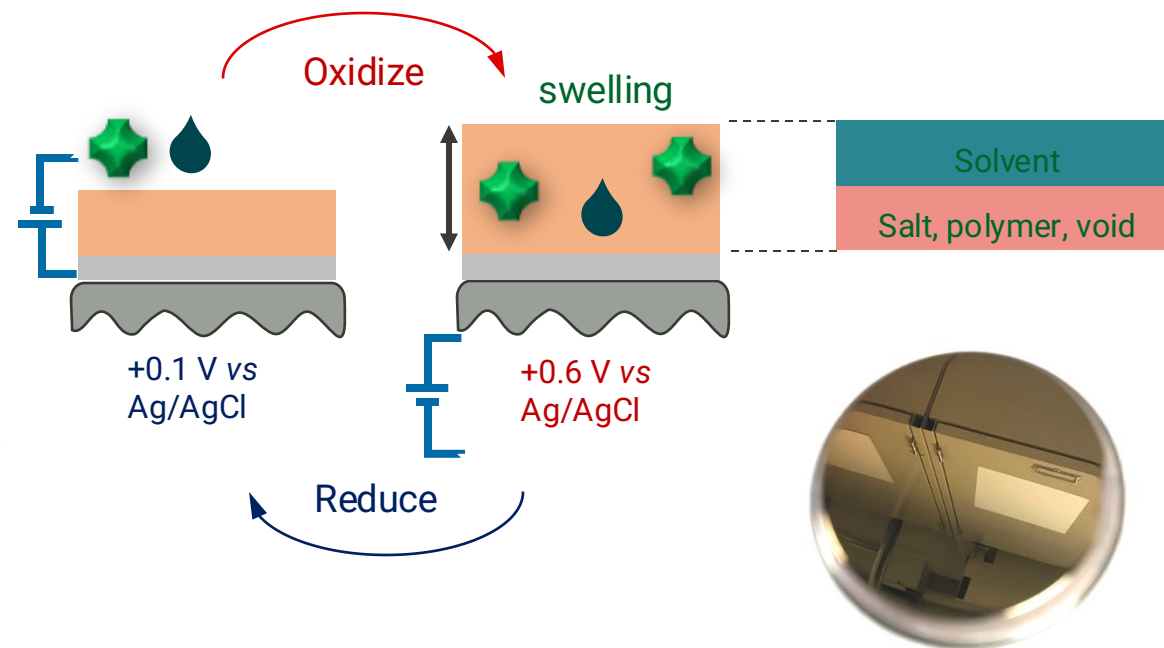 Oxidize
swelling
Solvent
Salt, polymer, void
+0.1 V vs
Ag/AgCl
+0.6 V vs
Ag/AgCl
Reduce